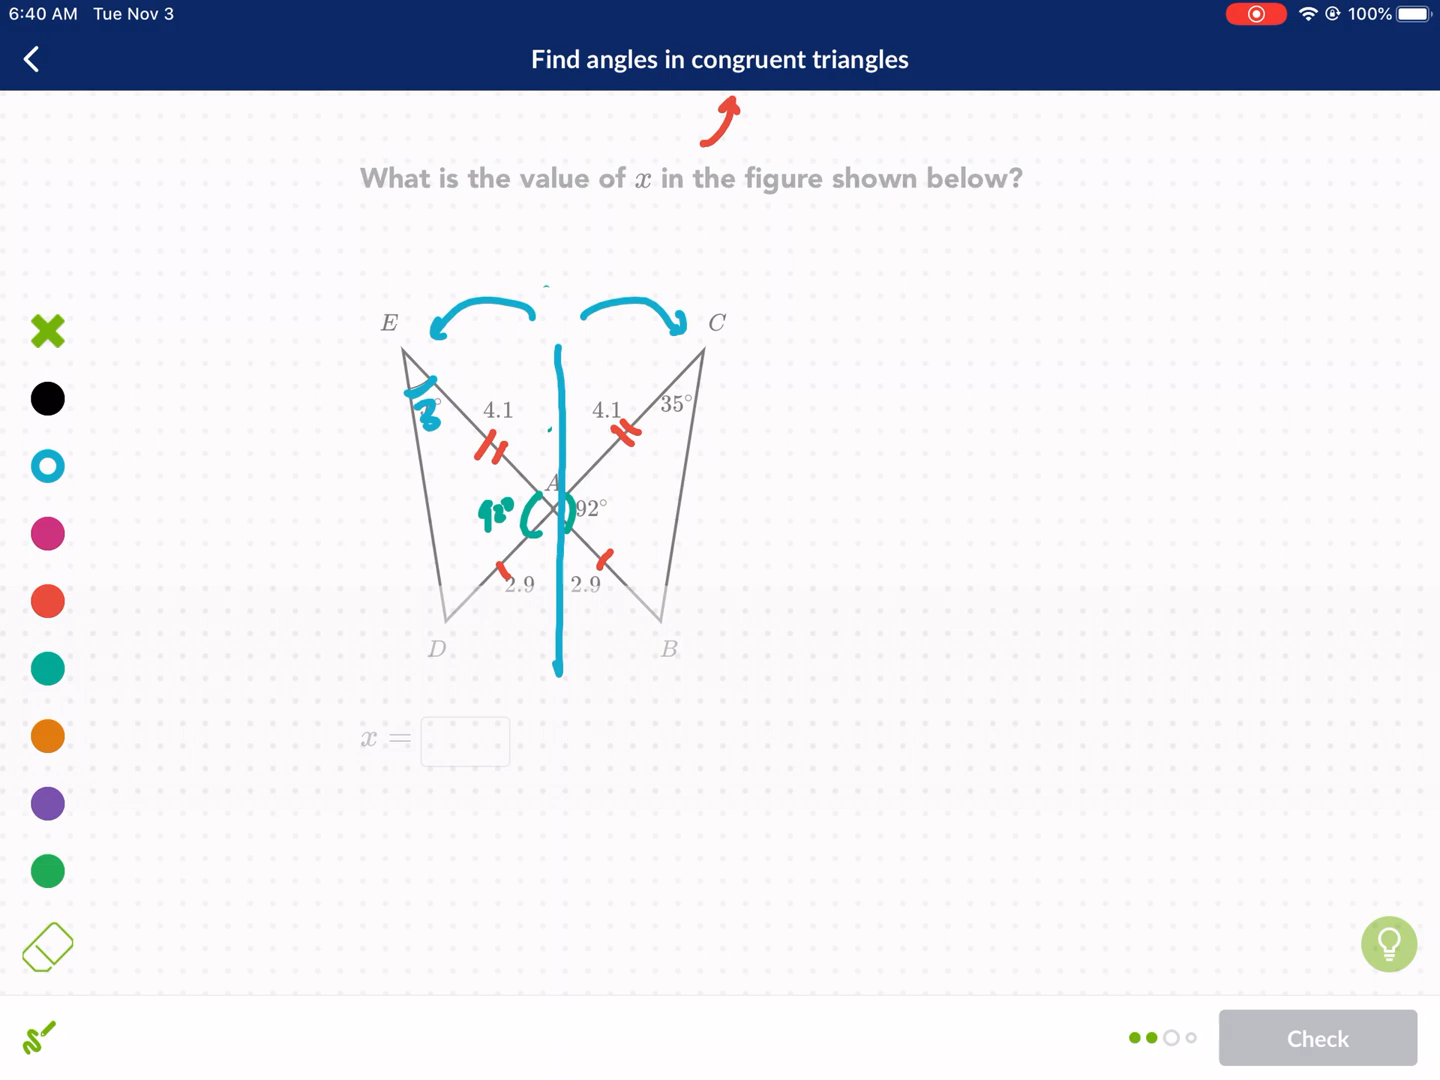 6:40 AM Tue Nov 3
100%
Find angles in congruent triangles
What is the value of x in the figure shown below?
E
C
4.1
4.1
35°
A
92°
2.9
2.9
D
B
x =
Check